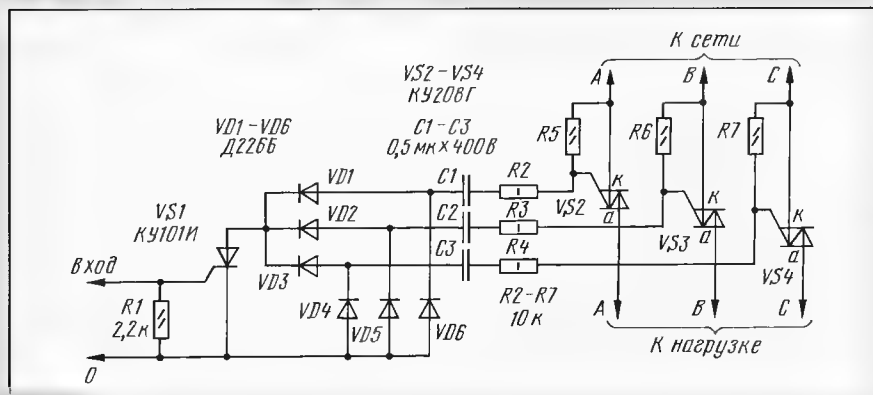 К сети
A B C
VS2-VS4
КУ208Г
C1-C3
0,5 мк × 400 В
VD1-VD6
Д226Б
R5 R6 R7
C1 R2
VD1
к
VS2
а
VS1
КУ101И
VD2
C2 R3
к
VS3
а
к
а
VS4
Вход
VD3
C3 R4
R1
2,2к
VD4 VD5 VD6
R2-R7
10 к
A B C
К нагрузке
0